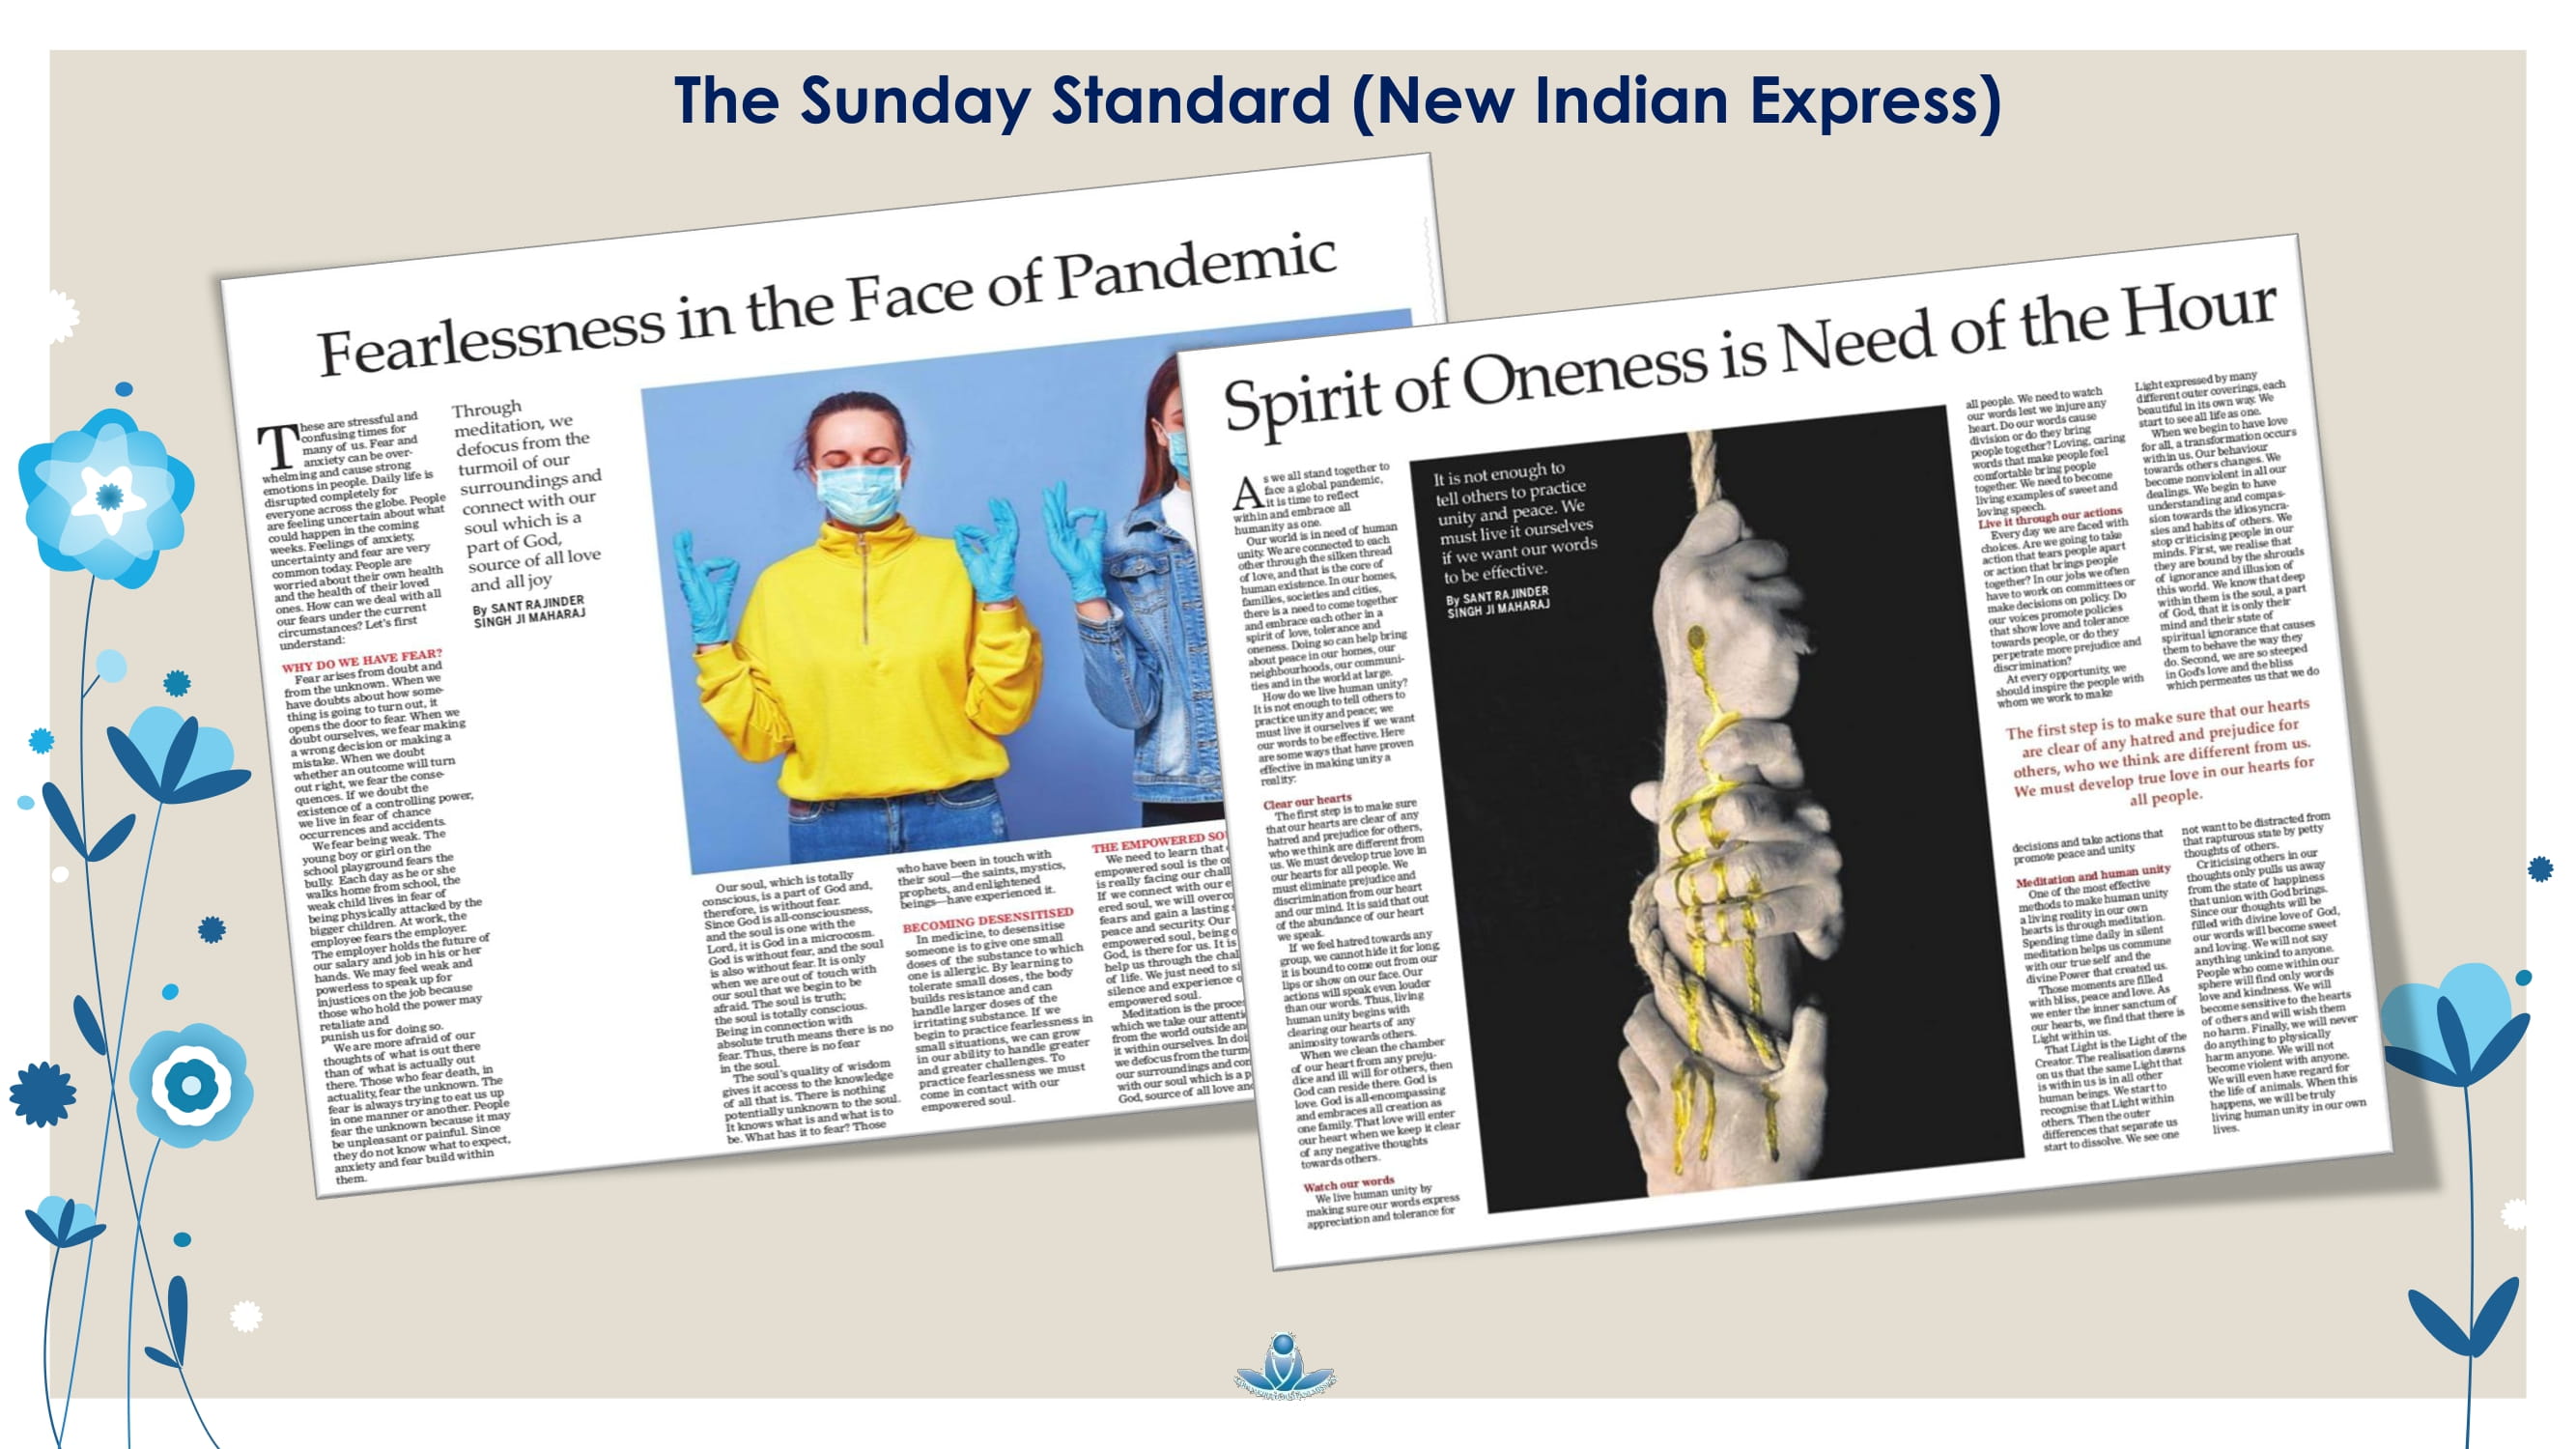 The Sunday Standard (New Indian Express)
Fearlessness in the Face of Pandemic
These are stressful and
confusing times for
many of us. Fear and
anxiety can be over-
whelming and cause strong
emotions in people. Daily life is
disrupted completely for
everyone across the globe. People
are feeling uncertain about what
could happen in the coming
weeks. Feelings of anxiety,
uncertainty and fear are very
common today. People are
worried about their own health
and the health of their loved
ones. How can we deal with all
our fears under the current
circumstances? Let's first
understand:
WHY DO WE HAVE FEAR?
Fear arises from doubt and
from the unknown. When we
have doubts about how some-
thing is going to turn out, it
opens the door to fear. When we
doubt ourselves, we fear making
a wrong decision or making a
mistake. When we doubt
whether an outcome will turn
out right, we fear the conse-
quences. If we doubt the
existence of a controlling power,
we live in fear of chance
occurrences and accidents.
We fear being weak. The
young boy or girl on the
school playground fears the
bully. Each day as he or she
walks home from school, the
weak child lives in fear of
being physically attacked by the
bigger children. At work, the
employee fears the employer.
The employer holds the future of
our salary and job in his or her
hands. We may feel weak and
powerless to speak up for
injustices on the job because
those who hold the power may
retaliate and
punish us for doing so.
We are more afraid of our
thoughts of what is out there
than of what is actually out
there. Those who fear death, in
actuality, fear the unknown. The
fear is always trying to eat us up
in one manner or another. People
fear the unknown because it may
be unpleasant or painful. Since
they do not know what to expect,
anxiety and fear build within
them.
Through
meditation, we
defocus from the
turmoil of our
surroundings and
connect with our
soul which is a
part of God,
source of all love
and all joy
By SANT RAJINDER
SINGH JI MAHARAJ
Our soul, which is totally
conscious, is a part of God and,
therefore, is without fear.
Since God is all-consciousness,
and the soul is one with the
Lord, it is God in a microcosm.
God is without fear, and the soul
is also without fear. It is only
when we are out of touch with
our soul that we begin to be
afraid. The soul is truth;
the soul is totally conscious.
Being in connection with
absolute truth means there is no
fear. Thus, there is no fear
in the soul.
The soul's quality of wisdom
gives it access to the knowledge
of all that is. There is nothing
potentially unknown to the soul.
It knows what is and what is to
be. What has it to fear? Those
who have been in touch with
their soul—the saints, mystics,
prophets, and enlightened
beings—have experienced it.
BECOMING DESENSITISED
In medicine, to desensitise
someone is to give one small
doses of the substance to which
one is allergic. By learning to
tolerate small doses, the body
builds resistance and can
handle larger doses of the
irritating substance. If we
begin to practice fearlessness in
small situations, we can grow
in our ability to handle greater
and greater challenges. To
practice fearlessness we must
come in contact with our
empowered soul.
THE EMPOWERED SO
We need to learn that
empowered soul is the o
is really facing our chall
If we connect with our e
ered soul, we will overco
fears and gain a lasting s
peace and security. Our
empowered soul, being o
God, is there for us. It is
help us through the chal
of life. We just need to si
silence and experience o
empowered soul.
Meditation is the proce
which we take our attenti
from the world outside an
it within ourselves. In doi
we defocus from the turm
our surroundings and con
with our soul which is a p
God, source of all love and
Spirit of Oneness is Need of the Hour
As we all stand together to
face a global pandemic,
it is time to reflect
within and embrace all
humanity as one.
Our world is in need of human
unity. We are connected to each
other through the silken thread
of love, and that is the core of
human existence. In our homes,
families, societies and cities,
there is a need to come together
and embrace each other in a
spirit of love, tolerance and
oneness. Doing so can help bring
about peace in our homes, our
neighbourhoods, our communi-
ties and in the world at large.
How do we live human unity?
It is not enough to tell others to
practice unity and peace; we
must live it ourselves if we want
our words to be effective. Here
are some ways that have proven
effective in making unity a
reality:
Clear our hearts
The first step is to make sure
that our hearts are clear of any
hatred and prejudice for others,
who we think are different from
us. We must develop true love in
our hearts for all people. We
must eliminate prejudice and
discrimination from our heart
and our mind. It is said that out
of the abundance of our heart
we speak.
If we feel hatred towards any
group, we cannot hide it for long,
it is bound to come out from our
lips or show on our face. Our
actions will speak even louder
than our words. Thus, living
human unity begins with
clearing our hearts of any
animosity towards others.
When we clean the chamber
of our heart from any preju-
dice and ill will for others, then
God can reside there. God is
love. God is all-encompassing
and embraces all creation as
one family. That love will enter
our heart when we keep it clear
of any negative thoughts
towards others.
Watch our words
We live human unity by
making sure our words express
appreciation and tolerance for
It is not enough to
tell others to practice
unity and peace. We
must live it ourselves
if we want our words
to be effective.
By SANT RAJINDER
SINGH JI MAHARAJ
all people. We need to watch
our words lest we injure any
heart. Do our words cause
division or do they bring
people together? Loving, caring
words that make people feel
comfortable bring people
together. We need to become
living examples of sweet and
loving speech.
Live it through our actions
Every day we are faced with
choices. Are we going to take
action that tears people apart
or action that brings people
together? In our jobs we often
have to work on committees or
make decisions on policy. Do
our voices promote policies
that show love and tolerance
towards people, or do they
perpetrate more prejudice and
discrimination?
At every opportunity, we
should inspire the people with
whom we work to make
Light expressed by many
different outer coverings, each
beautiful in its own way. We
start to see all life as one.
When we begin to have love
for all, a transformation occurs
within us. Our behaviour
towards others changes. We
become nonviolent in all our
dealings. We begin to have
understanding and compas-
sion towards the idiosyncra-
sies and habits of others. We
stop criticising people in our
minds. First, we realise that
they are bound by the shrouds
of ignorance and illusion of
this world. We know that deep
within them is the soul, a part
of God, that it is only their
mind and their state of
spiritual ignorance that causes
them to behave the way they
do. Second, we are so steeped
in God's love and the bliss
which permeates us that we do
The first step is to make sure that our hearts
are clear of any hatred and prejudice for
others, who we think are different from us.
We must develop true love in our hearts for
all people.
decisions and take actions that
promote peace and unity.
Meditation and human unity
One of the most effective
methods to make human unity
a living reality in our own
hearts is through meditation.
Spending time daily in silent
meditation helps us commune
with our true self and the
divine Power that created us.
Those moments are filled
with bliss, peace and love. As
we enter the inner sanctum of
our hearts, we find that there is
Light within us.
That Light is the Light of the
Creator. The realisation dawns
on us that the same Light that
is within us is in all other
human beings. We start to
recognise that Light within
others. Then the outer
differences that separate us
start to dissolve. We see one
not want to be distracted from
that rapturous state by petty
thoughts of others.
Criticising others in our
thoughts only pulls us away
from the state of happiness
that union with God brings.
Since our thoughts will be
filled with divine love of God,
our words will become sweet
and loving. We will not say
anything unkind to anyone.
People who come within our
sphere will find only words
love and kindness. We will
become sensitive to the hearts
of others and will wish them
no harm. Finally, we will never
do anything to physically
harm anyone. We will not
become violent with anyone.
We will even have regard for
the life of animals. When this
happens, we will be truly
living human unity in our own
lives.